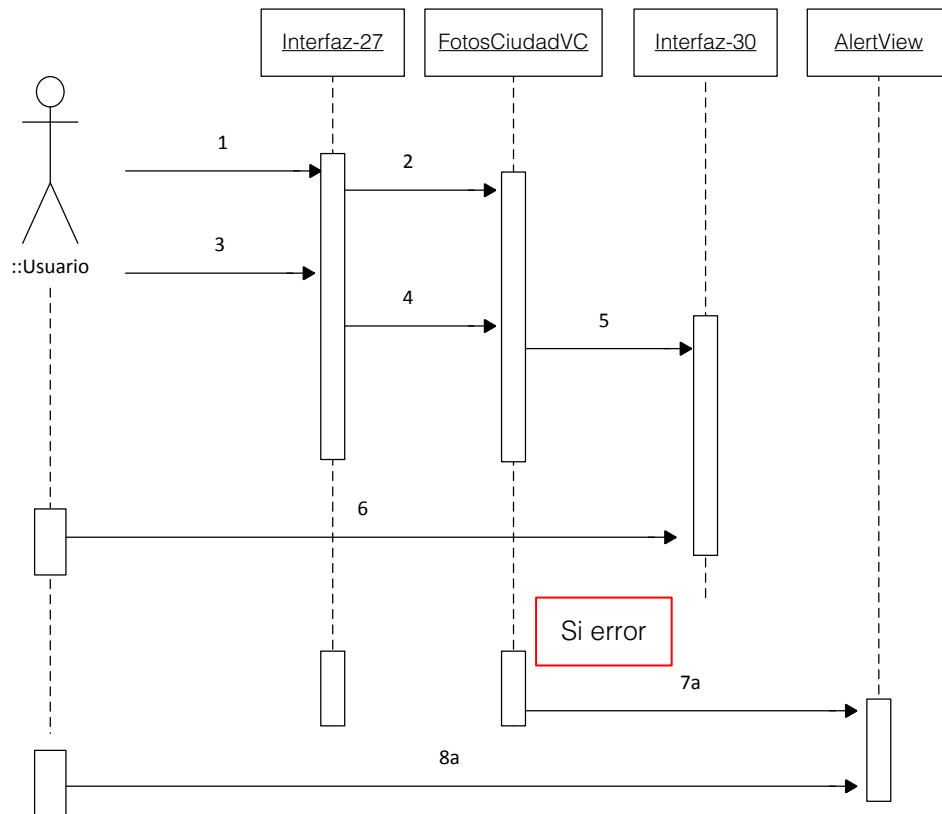 Interfaz-27
FotosCiudadVC
Interfaz-30
AlertView
1
2
3
::Usuario
4
5
6
Si error
7a
8a